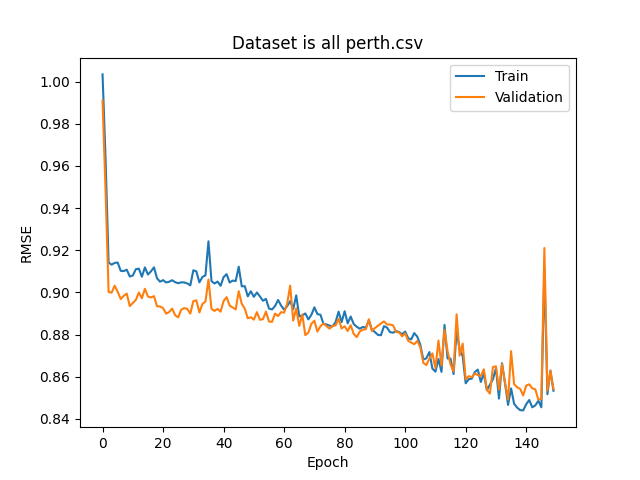 Dataset is all perth.csv
Train
Validation
RMSE
1.00
0.98
0.96
0.94
0.92
0.90
0.88
0.86
0.84
0 20 40 60 80 100 120 140
Epoch